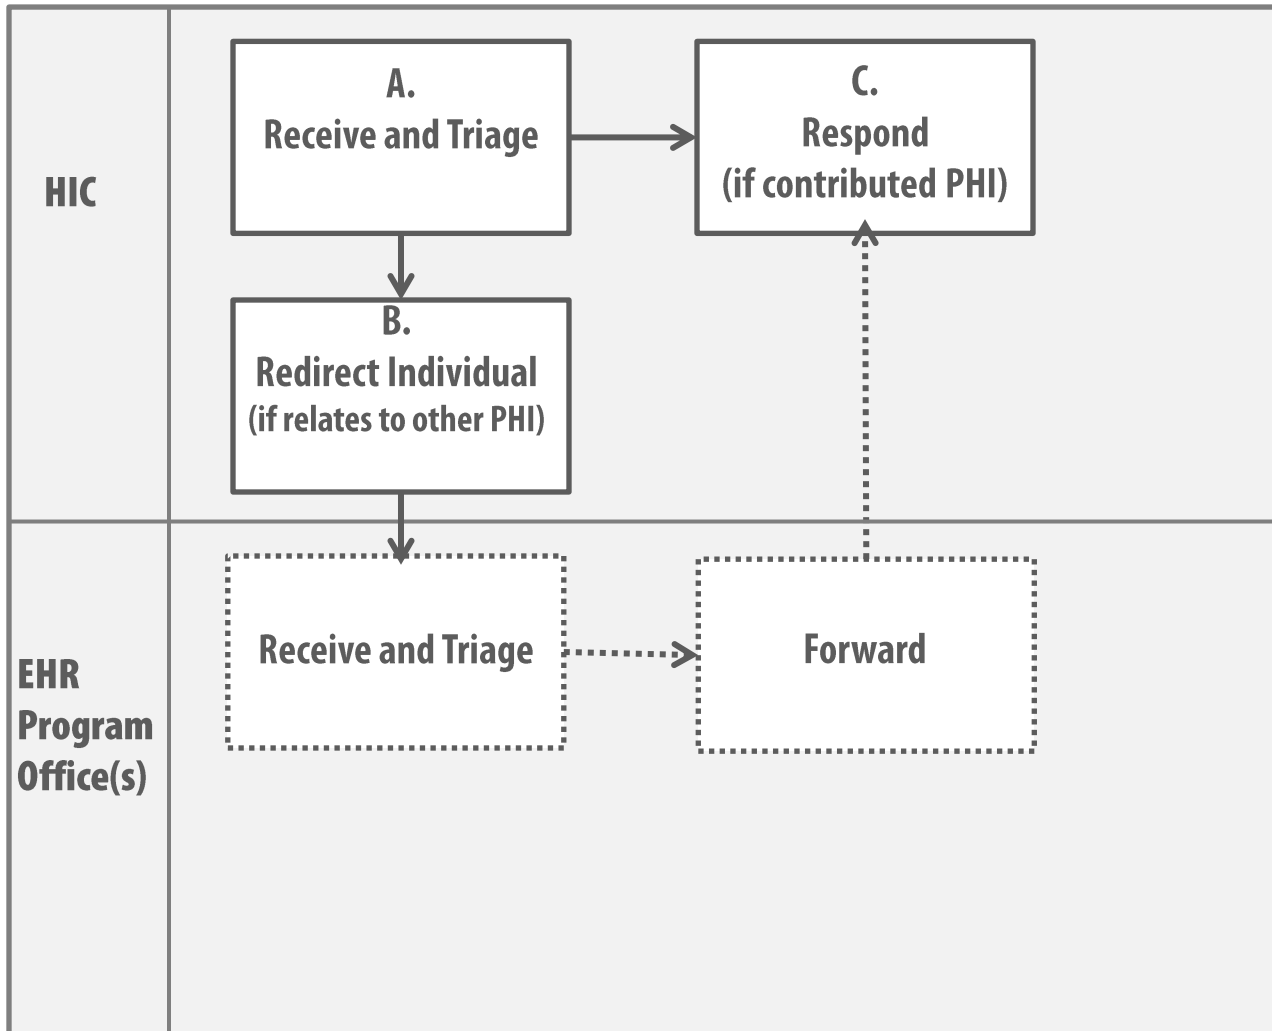 HIC
A.
Receive and Triage
C.
Respond
(if contributed PHI)
B.
Redirect Individual
(if relates to other PHI)
EHR
Program
Office(s)
Receive and Triage
Forward